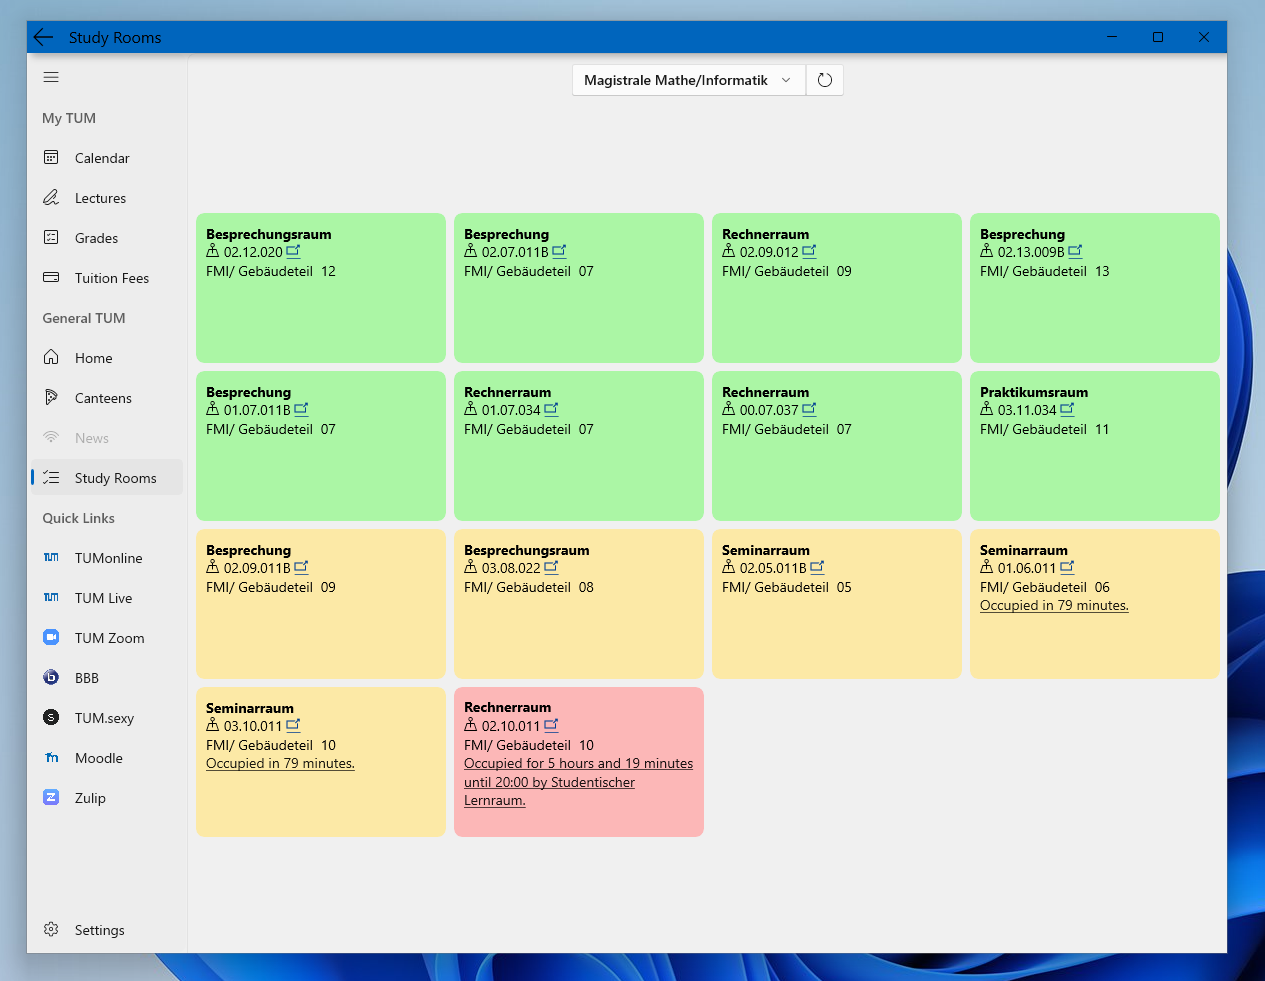 Study Rooms
Magistrale Mathe/Informatik
My TUM
Calendar
Lectures
Grades
Tuition Fees
General TUM
Home
Canteens
News
Study Rooms
Quick Links
TUMonline
TUM Live
TUM Zoom
BBB
TUM.sexy
Moodle
Zulip
Settings
Besprechungsraum
02.12.020
FMI/ Gebäudeteil 12
Besprechung
02.07.011B
FMI/ Gebäudeteil 07
Rechnerraum
02.09.012
FMI/ Gebäudeteil 09
Besprechung
02.13.009B
FMI/ Gebäudeteil 13
Besprechung
01.07.011B
FMI/ Gebäudeteil 07
Rechnerraum
01.07.034
FMI/ Gebäudeteil 07
Rechnerraum
00.07.037
FMI/ Gebäudeteil 07
Praktikumsraum
03.11.034
FMI/ Gebäudeteil 11
Besprechung
02.09.011B
FMI/ Gebäudeteil 09
Besprechungsraum
03.08.022
FMI/ Gebäudeteil 08
Seminarraum
02.05.011B
FMI/ Gebäudeteil 05
Seminarraum
01.06.011
FMI/ Gebäudeteil 06
Occupied in 79 minutes.
Seminarraum
03.10.011
FMI/ Gebäudeteil 10
Occupied in 79 minutes.
Rechnerraum
02.10.011
FMI/ Gebäudeteil 10
Occupied for 5 hours and 19 minutes
until 20:00 by Studentischer
Lernraum.